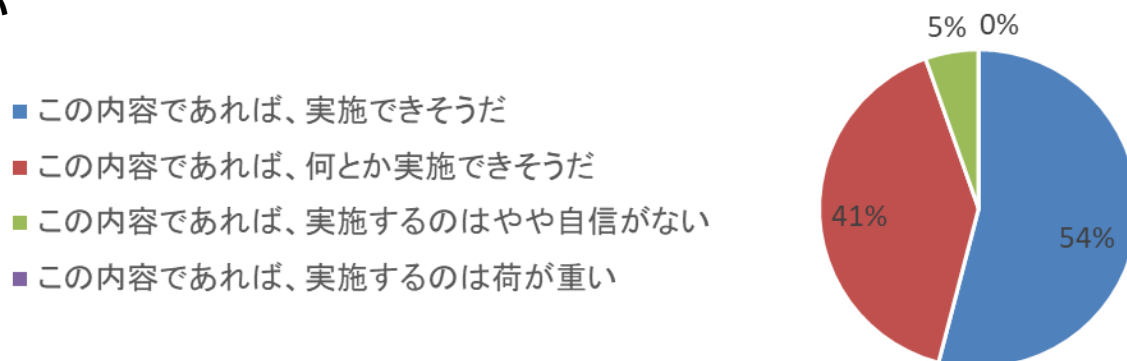 5% 0%
この内容であれば、実施できそうだ
この内容であれば、何とか実施できそうだ
この内容であれば、実施するのはやや自信がない
この内容であれば、実施するのは荷が重い
41%
54%